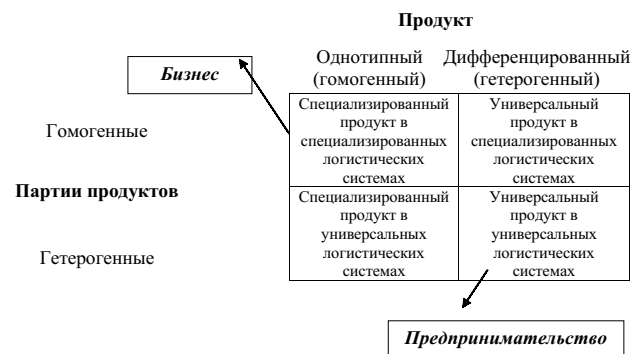 Продукт
Однотипный
(гомогенный)
Дифференцированный
(гетерогенный)
Бизнес
Гомогенные
Специализированный
продукт в
специализированных
логистических
системах
Универсальный
продукт в
специализированных
логистических
системах
Партии продуктов
Гетерогенные
Специализированный
продукт в
универсальных
логистических
системах
Универсальный
продукт в
универсальных
логистических
системах
Предпринимательство